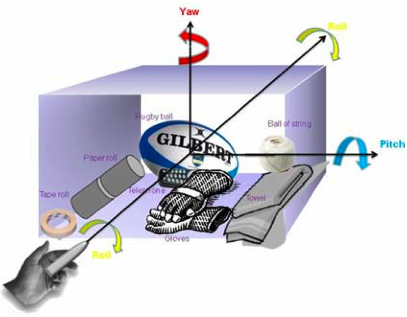 Yaw
Roll
Rugby ball
Ball of string
GILBERT
Pitch
Paper roll
Telephone
Tape roll
Towel
Gloves
Roll